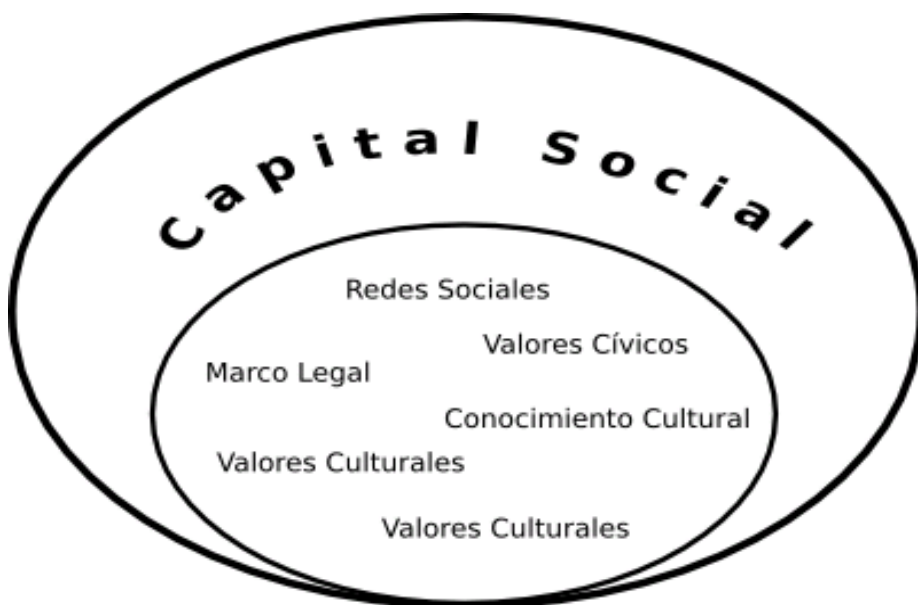 Capital Social
Redes Sociales
Valores Cívicos
Marco Legal
Conocimiento Cultural
Valores Culturales
Valores Culturales